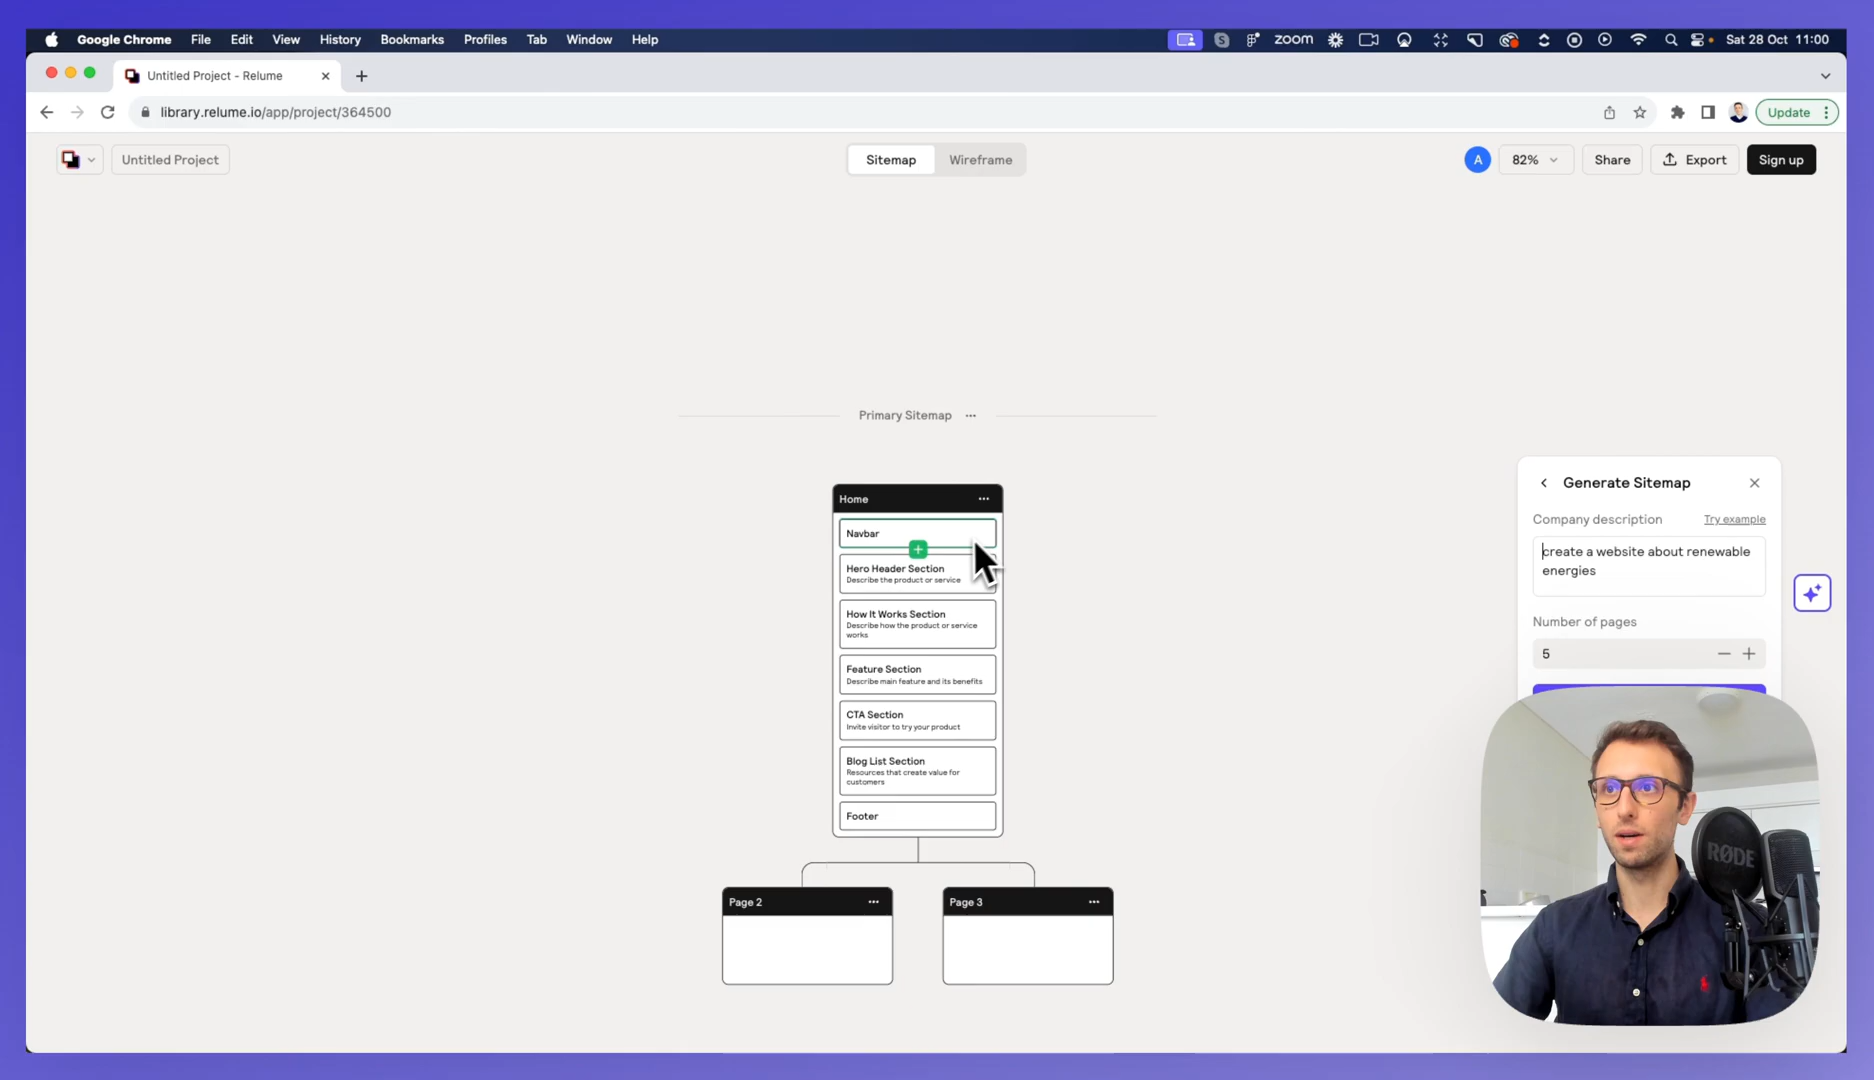 Google Chrome File Edit View History Bookmarks Profiles Tab Window Help zoom Sat 28 Oct 11:00
Untitled Project - Relume
library.relume.io/app/project/364500 Update
Untitled Project Sitemap Wireframe A 82% Share Export Sign up
Primary Sitemap
Home
Navbar
Hero Header Section
Describe the product or service
How It Works Section
Describe how the product or service
works
Feature Section
Describe main feature and its benefits
CTA Section
Invite visitor to try your product
Blog List Section
Resources that create value for
customers
Footer
Page 2
Page 3
Generate Sitemap
Company description Try example
create a website about renewable
energies
Number of pages
5
RØDE